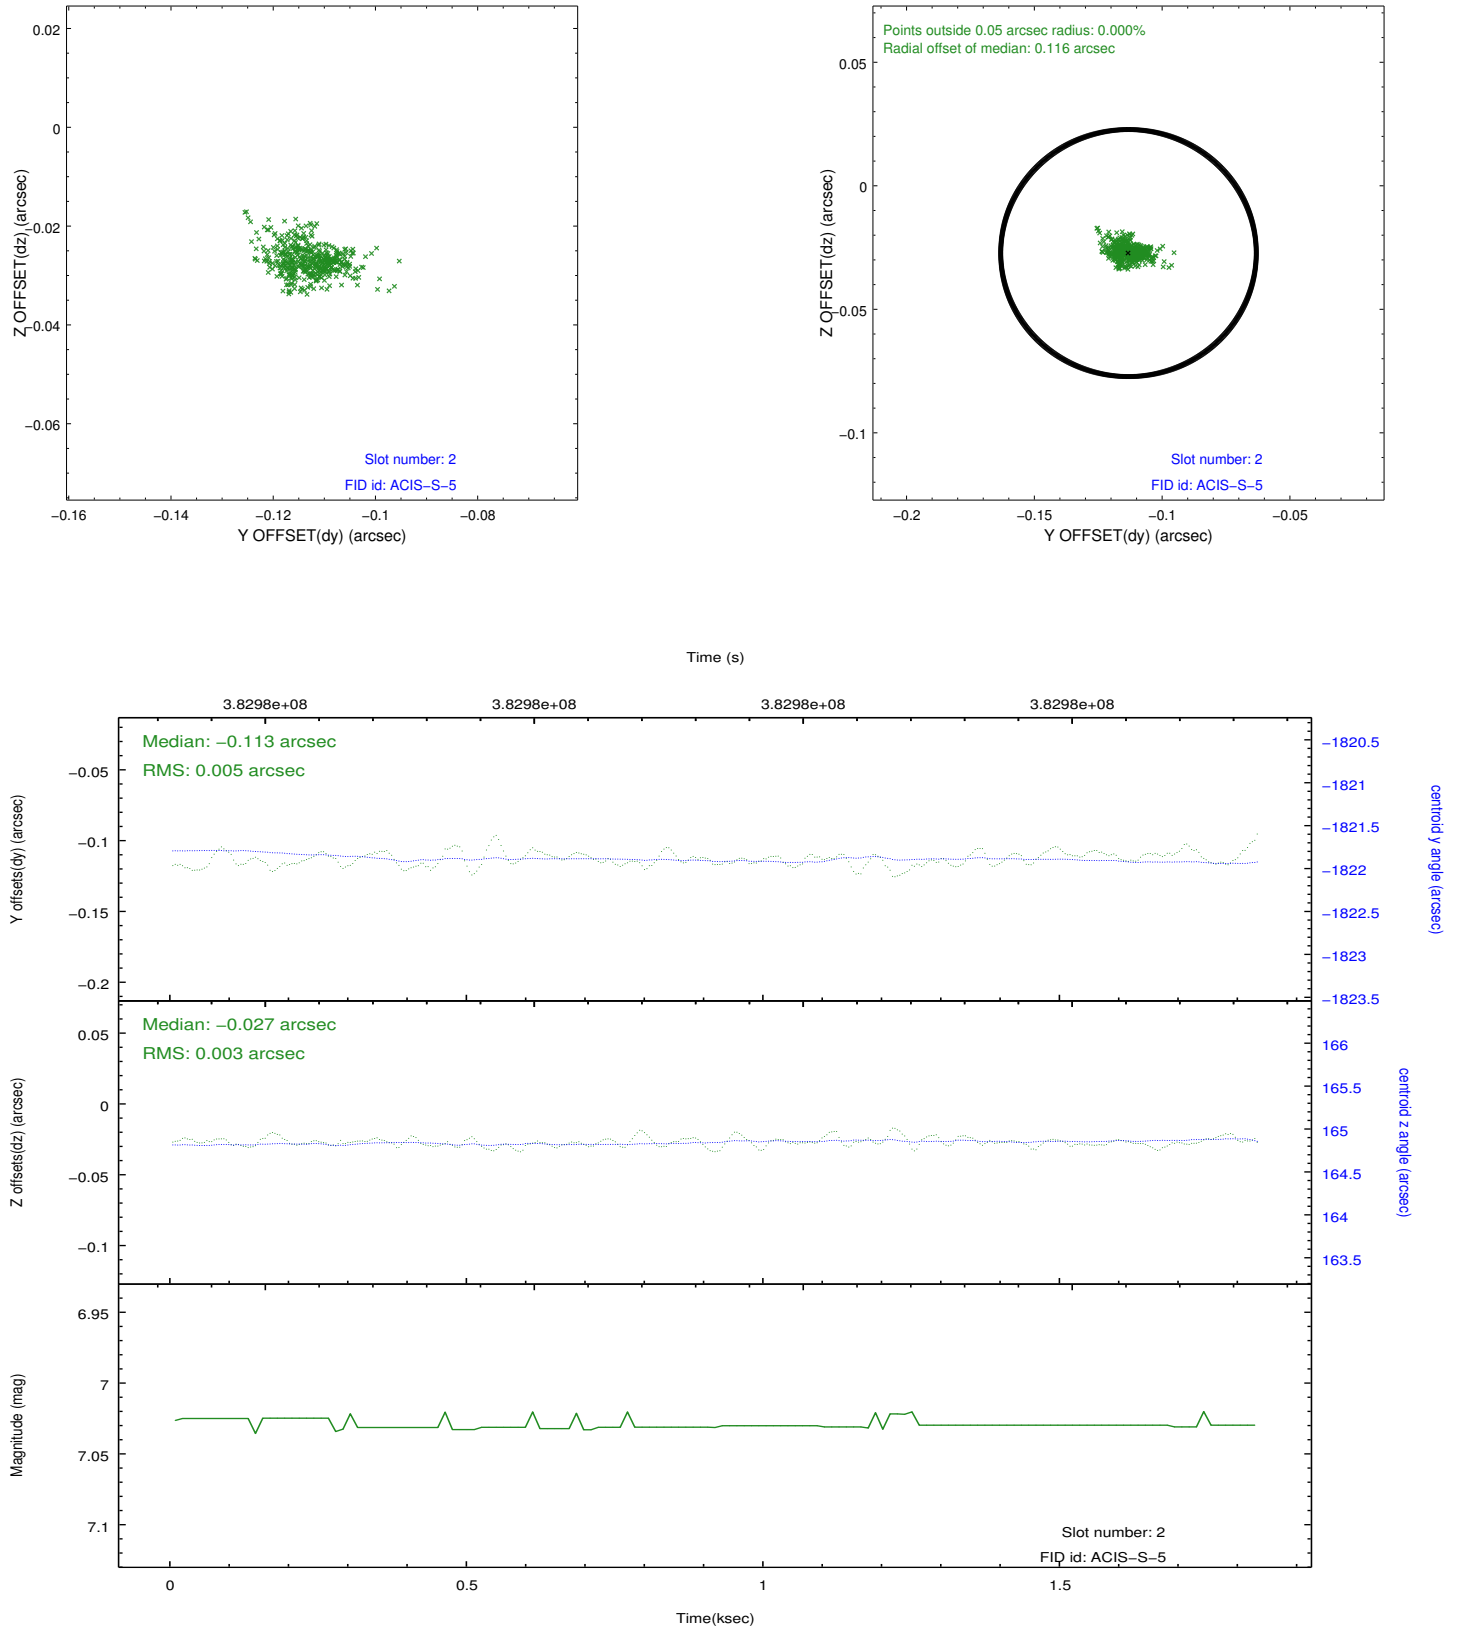 0.02
0
−0.02
−0.04
−0.06
Z OFFSET(dz) (arcsec)
Slot number: 2
FID id: ACIS−S−5
−0.16 −0.14 −0.12 −0.1 −0.08
Y OFFSET(dy) (arcsec)
Points outside 0.05 arcsec radius: 0.000%
Radial offset of median: 0.116 arcsec
0.05
0
−0.05
−0.1
Z OFFSET(dz) (arcsec)
Slot number: 2
FID id: ACIS−S−5
−0.2 −0.15 −0.1 −0.05
Y OFFSET(dy) (arcsec)
Time (s)
3.8298e+08 3.8298e+08 3.8298e+08 3.8298e+08
Median: −0.113 arcsec
RMS: 0.005 arcsec
−0.05
−0.1
−0.15
−0.2
Y offsets(dy) (arcsec)
−1820.5
−1821
−1821.5
−1822
−1822.5
−1823
−1823.5
centroid y angle (arcsec)
Median: −0.027 arcsec
RMS: 0.003 arcsec
0.05
0
−0.05
−0.1
Z offsets(dz) (arcsec)
166
165.5
165
164.5
164
163.5
centroid z angle (arcsec)
6.95
7
7.05
7.1
Magnitude (mag)
Slot number: 2
FID id: ACIS−S−5
0 0.5 1 1.5
Time(ksec)